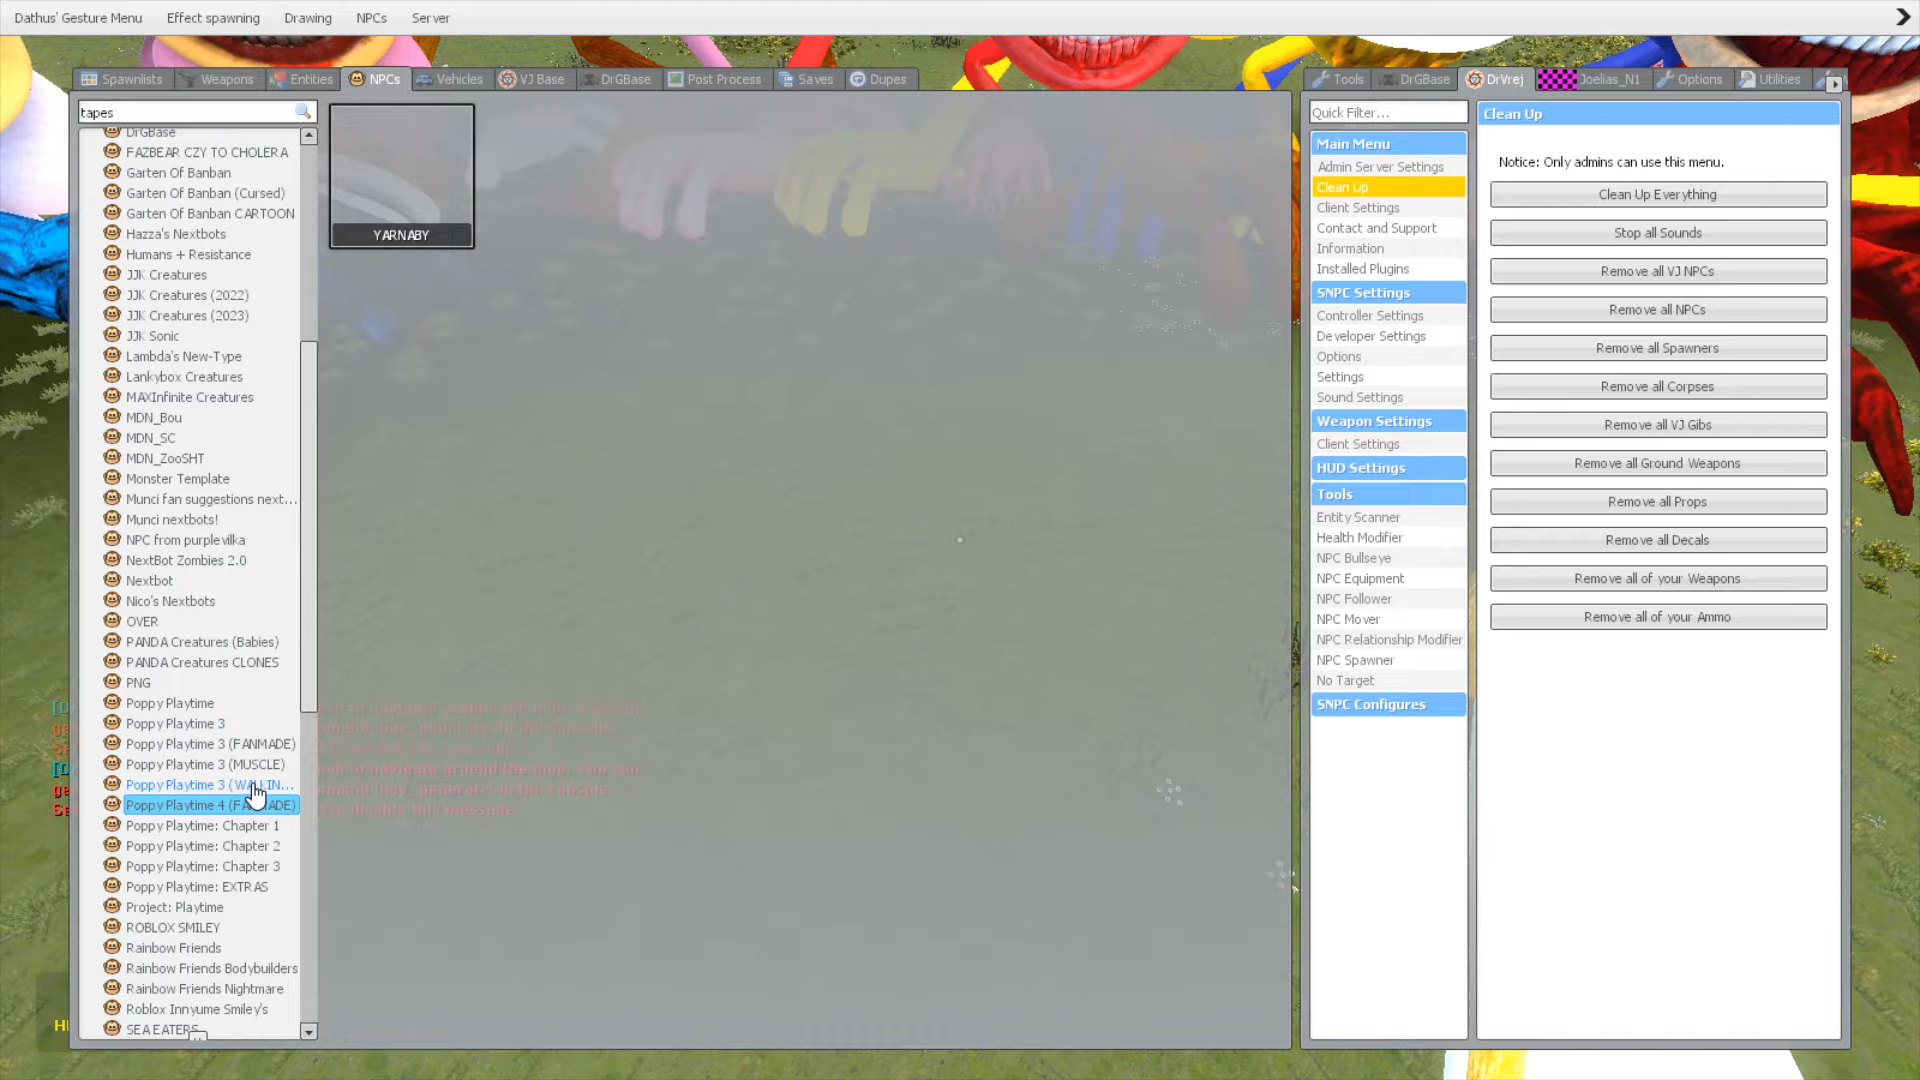 Dathus' Gesture Menu Effect spawning Drawing NPCs Server
Spawnlists Weapons Entities NPCs Vehicles VJ Base DrGBase Post Process Saves Dupes
Tools DrGBase DrVrej Joelias_N1 Options Utilities
tapes
DrGBase
FAZBEAR CZY TO CHOLERA
Garten Of Banban
Garten Of Banban (Cursed)
Garten Of Banban CARTOON
Hazza's Nextbots
Humans + Resistance
JJK Creatures
JJK Creatures (2022)
JJK Creatures (2023)
JJK Sonic
Lambda's New-Type
Lankybox Creatures
MAXInfinite Creatures
MDN_Bou
MDN_SC
MDN_ZooSHT
Monster Template
Munci fan suggestions next...
Munci nextbots!
NPC from purplevilka
NextBot Zombies 2.0
Nextbot
Nico's Nextbots
OVER
PANDA Creatures (Babies)
PANDA Creatures CLONES
PNG
Poppy Playtime
Poppy Playtime 3
Poppy Playtime 3 (FANMADE)
Poppy Playtime 3 (MUSCLE)
Poppy Playtime 3 (WALKIN...
Poppy Playtime 4 (FANMADE)
Poppy Playtime: Chapter 1
Poppy Playtime: Chapter 2
Poppy Playtime: Chapter 3
Poppy Playtime: EXTRAS
Project: Playtime
ROBLOX SMILEY
Rainbow Friends
Rainbow Friends Bodybuilders
Rainbow Friends Nightmare
Roblox Innyume Smiley's
SEA EATERS
YARNABY
Quick Filter...
Main Menu
Admin Server Settings
Clean Up
Client Settings
Contact and Support
Information
Installed Plugins
SNPC Settings
Controller Settings
Developer Settings
Options
Settings
Sound Settings
Weapon Settings
Client Settings
HUD Settings
Tools
Entity Scanner
Health Modifier
NPC Bullseye
NPC Equipment
NPC Follower
NPC Mover
NPC Relationship Modifier
NPC Spawner
No Target
SNPC Configures
Clean Up
Notice: Only admins can use this menu.
Clean Up Everything
Stop all Sounds
Remove all VJ NPCs
Remove all NPCs
Remove all Spawners
Remove all Corpses
Remove all VJ Gibs
Remove all Ground Weapons
Remove all Props
Remove all Decals
Remove all of your Weapons
Remove all of your Ammo